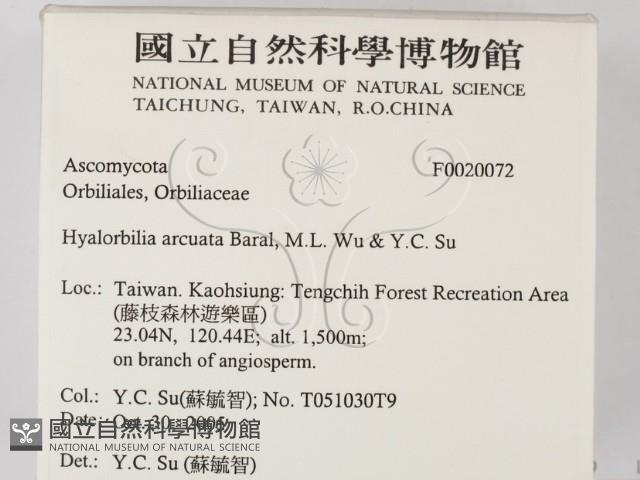 國立自然科學博物館
NATIONAL MUSEUM OF NATURAL SCIENCE
TAICHUNG, TAIWAN, R.O.CHINA
Ascomycota F0020072
Orbiliales, Orbiliaceae
Hyalorbilia arcuata Baral, M.L. Wu & Y.C. Su
Loc.: Taiwan. Kaohsiung: Tengchih Forest Recreation Area
(藤枝森林遊樂區)
23.04N, 120.44E; alt. 1,500m;
on branch of angiosperm.
Col.: Y.C. Su(蘇毓智); No. T051030T9
Date: Oct. 30, 2005
國立自然科學博物館
NATIONAL MUSEUM OF NATURAL SCIENCE
Det.: Y.C. Su (蘇毓智)